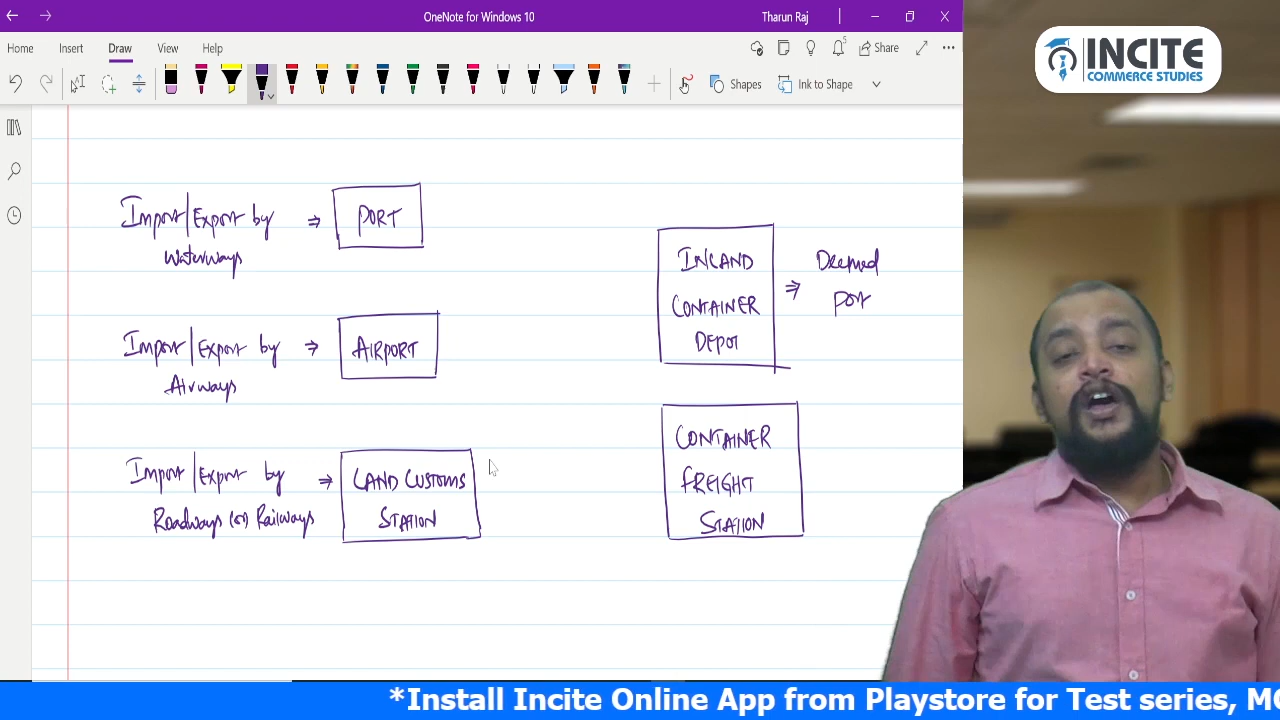 OneNote for Windows 10
Tharun Raj
Home Insert Draw View Help
5
Share
Shapes
Ink to Shape
INCITE
COMMERCE STUDIES
Import|Export by
Waterways
⇒ PORT
Import|Export by
Airways
⇒ AIRPORT
Import|Export by
Roadways (or) Railways
⇒ LAND CUSTOMS
STATION
INLAND
CONTAINER
DEPOT
⇒ Deemed
Port
CONTAINER
FREIGHT
STATION
*Install Incite Online App from Playstore for Test series, MC